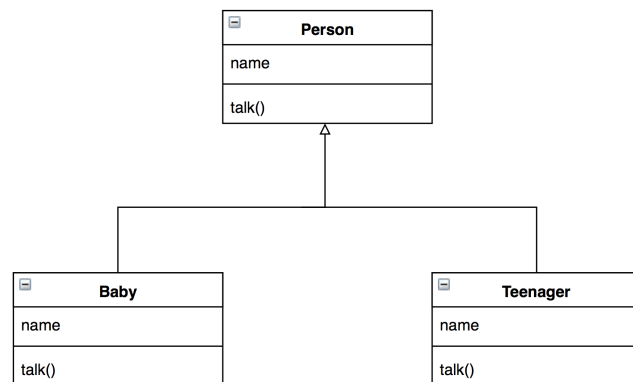 Person
name
talk()
Baby
name
talk()
Teenager
name
talk()